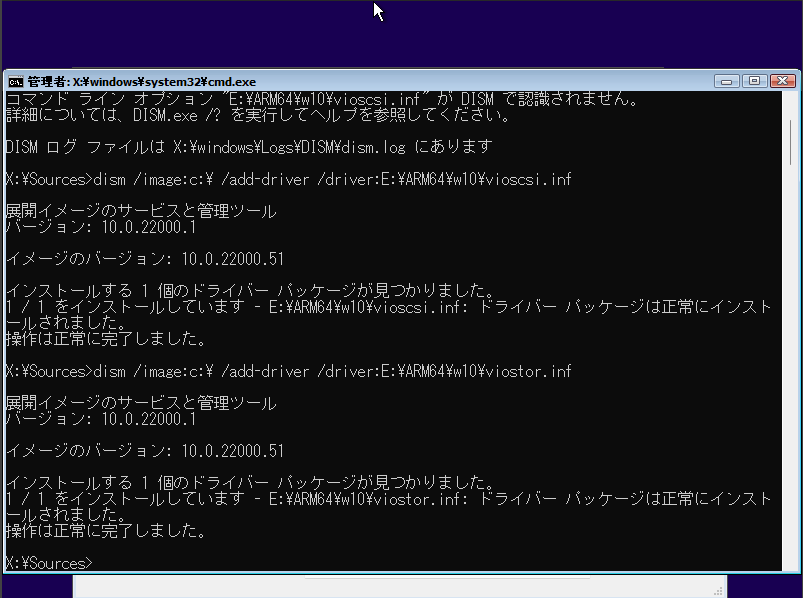 管理者: X:¥windows¥system32¥cmd.exe
コマンド ライン オプション "E:¥ARM64¥w10¥vioscsi.inf" が DISM で認識されません。
詳細については、DISM.exe /? を実行してヘルプを参照してください。
DISM ログ ファイルは X:¥windows¥Logs¥DISM¥dism.log にあります
X:¥Sources>dism /image:c:¥ /add-driver /driver:E:¥ARM64¥w10¥vioscsi.inf
展開イメージのサービスと管理ツール
バージョン: 10.0.22000.1
イメージのバージョン: 10.0.22000.51
インストールする 1 個のドライバー パッケージが見つかりました。
1 / 1 をインストールしています - E:¥ARM64¥w10¥vioscsi.inf: ドライバー パッケージは正常にインスト
ールされました。
操作は正常に完了しました。
X:¥Sources>dism /image:c:¥ /add-driver /driver:E:¥ARM64¥w10¥viostor.inf
展開イメージのサービスと管理ツール
バージョン: 10.0.22000.1
イメージのバージョン: 10.0.22000.51
インストールする 1 個のドライバー パッケージが見つかりました。
1 / 1 をインストールしています - E:¥ARM64¥w10¥viostor.inf: ドライバー パッケージは正常にインスト
ールされました。
操作は正常に完了しました。
X:¥Sources>